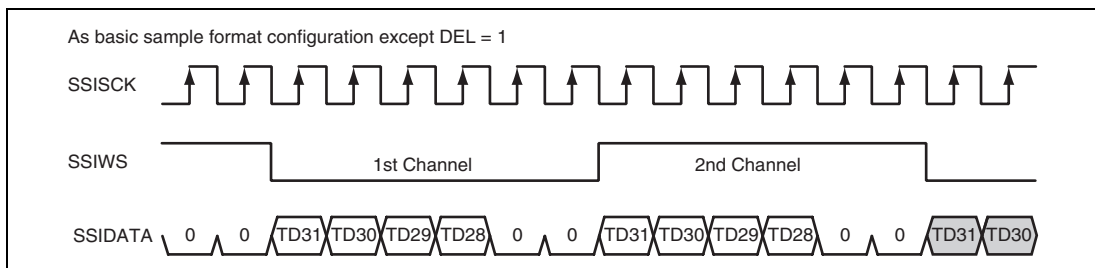 As basic sample format configuration except DEL = 1
SSISCK
SSIWS 1st Channel 2nd Channel
SSIDATA 0 0 TD31 TD30 TD29 TD28 0 0 TD31 TD30 TD29 TD28 0 0 TD31 TD30